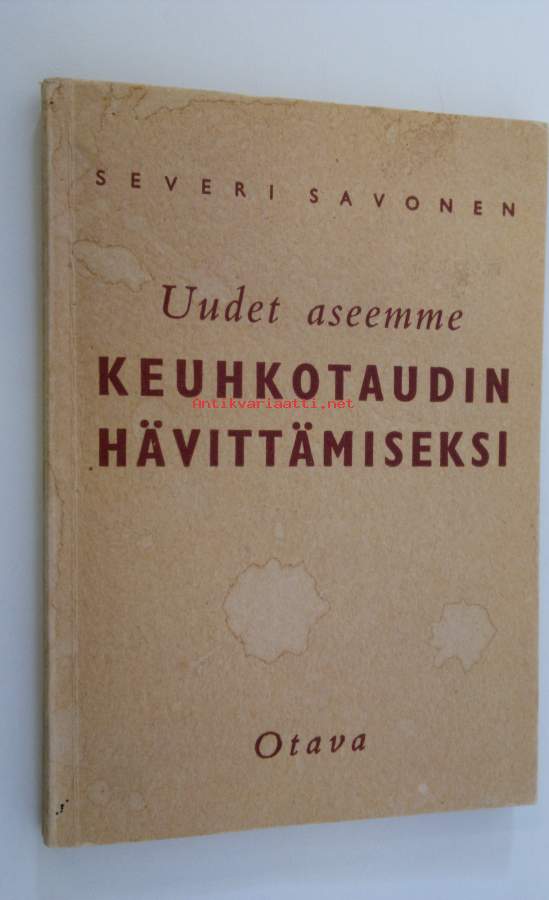 SEVERI SAVONEN
Uudet aseemme
KEUHKOTAUDIN
Antikvariaatti.net
HÄVITTÄMISEKSI
Otava